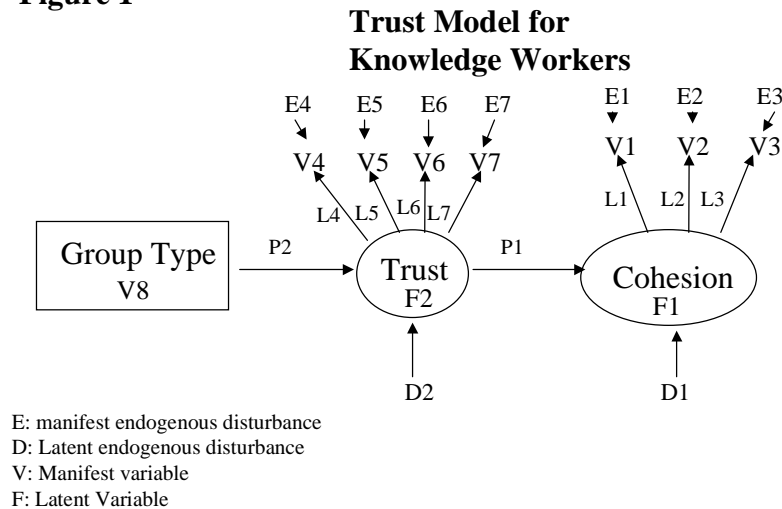 Figure 1
Trust Model for
Knowledge Workers
E4 E5 E6 E7 E1 E2 E3
V4 V5 V6 V7 V1 V2 V3
L4 L5 L6 L7 L1 L2 L3
Group Type
V8
P2
Trust
F2
P1
Cohesion
F1
D2 D1
E: manifest endogenous disturbance
D: Latent endogenous disturbance
V: Manifest variable
F: Latent Variable